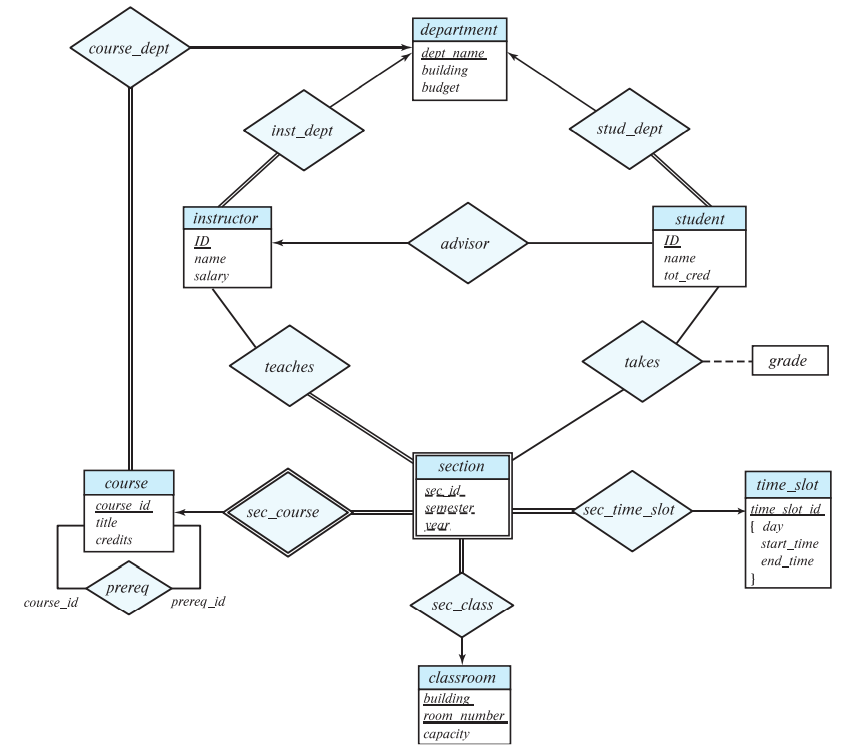 department
course_dept
dept_name
building
budget
inst_dept
stud_dept
instructor
ID
name
salary
advisor
student
ID
name
tot_cred
teaches
takes
grade
section
sec_id
semester
year
course
course_id
title
credits
sec_course
sec_time_slot
time_slot
time_slot_id
{ day
start_time
end_time
}
prereq
course_id
prereq_id
sec_class
classroom
building
room_number
capacity